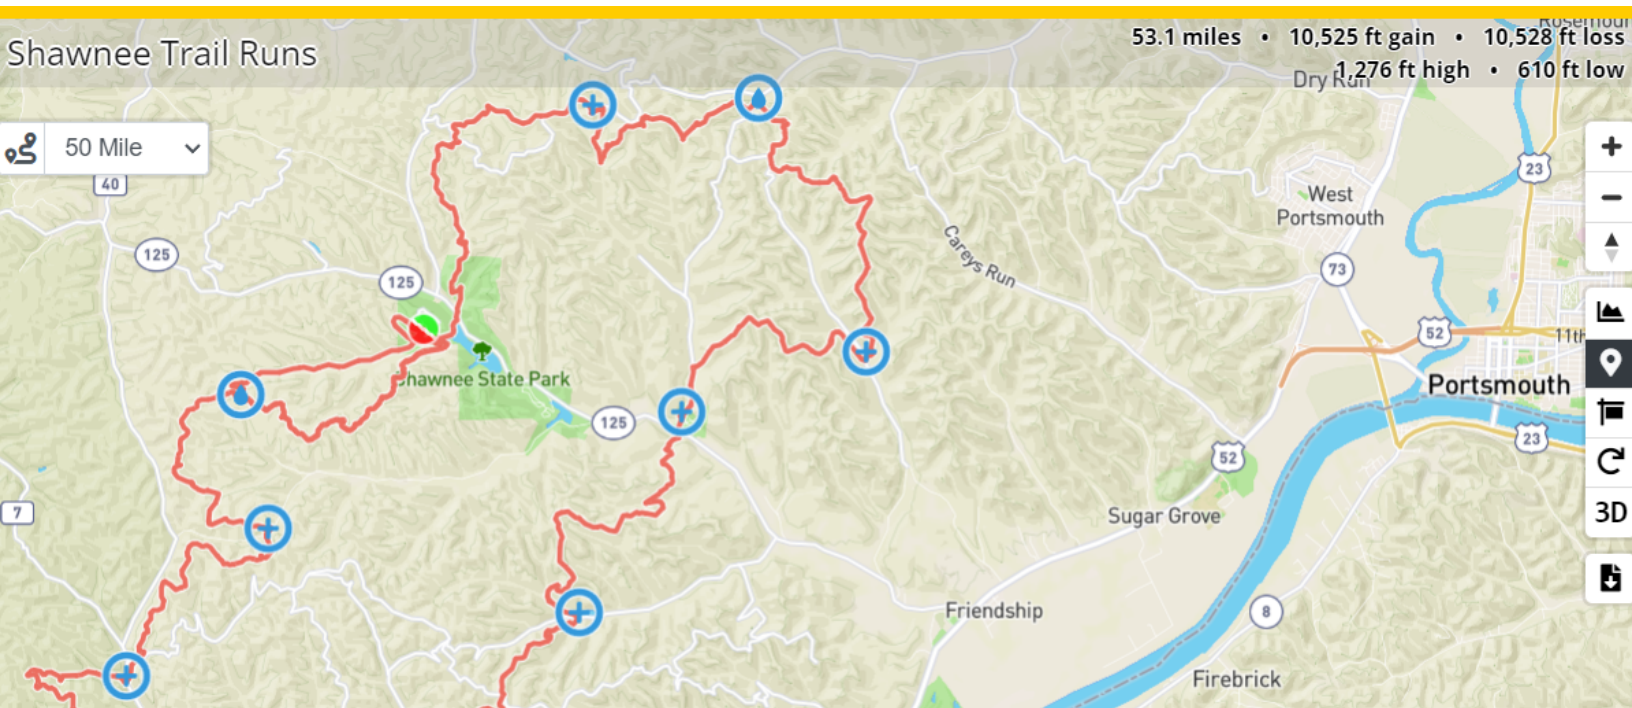 Rosemour
Shawnee Trail Runs
53.1 miles • 10,525 ft gain • 10,528 ft loss
1,276 ft high • 610 ft low
Dry Run
50 Mile
40
23
West
Portsmouth
125
Careys Run
73
125
52
11th
Shawnee State Park
Portsmouth
125
23
52
7
Sugar Grove
3D
Friendship
8
Firebrick